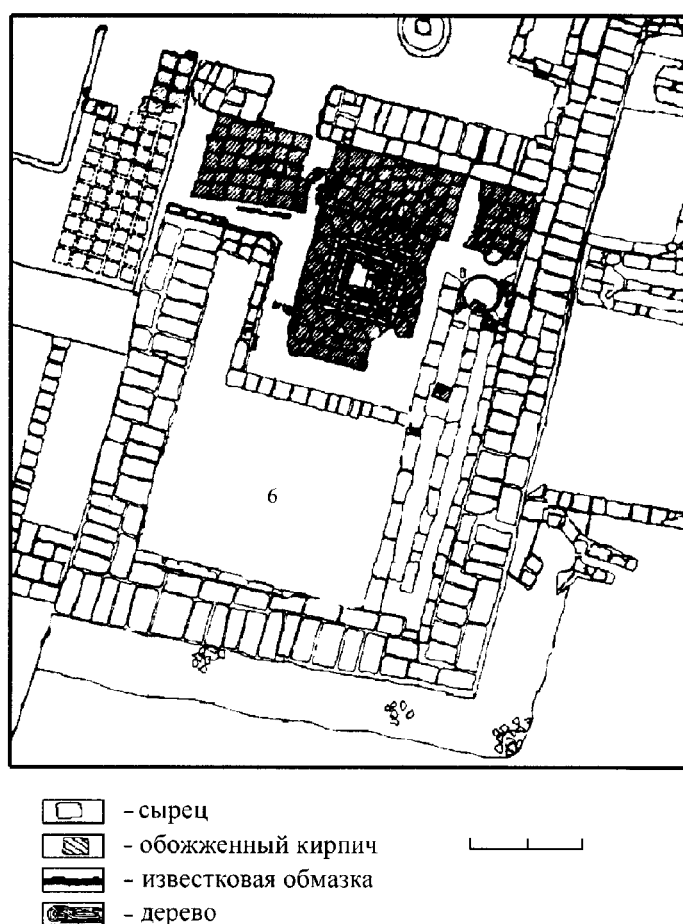 6
- сырец
- обожженный кирпич
- известковая обмазка
- дерево